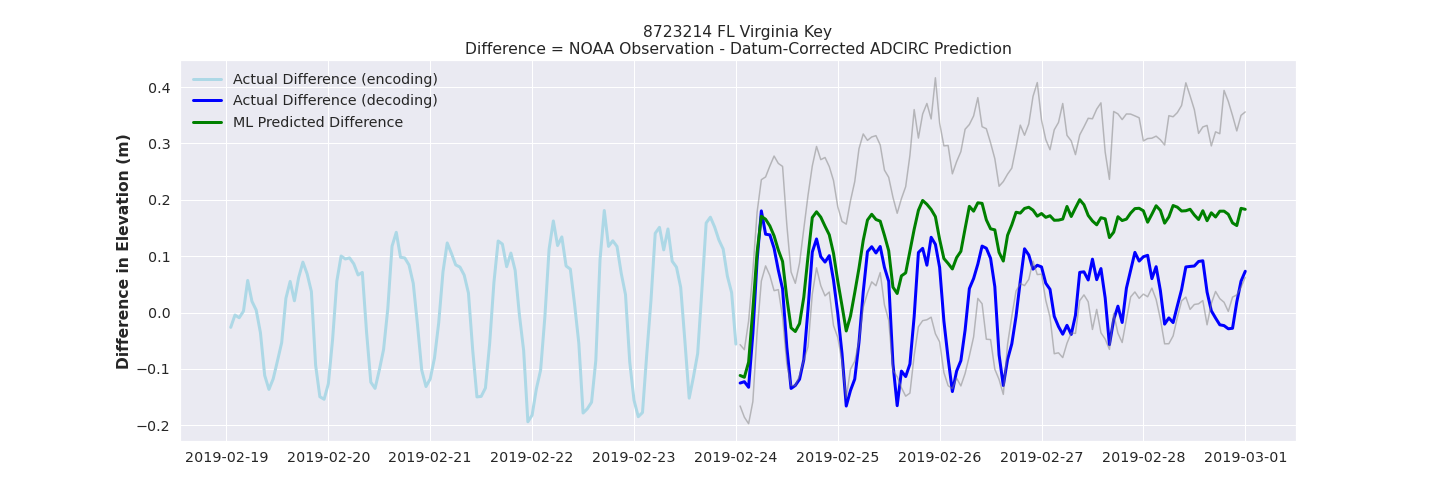 8723214 FL Virginia Key
Difference = NOAA Observation - Datum-Corrected ADCIRC Prediction
Actual Difference (encoding)
Actual Difference (decoding)
ML Predicted Difference
Difference in Elevation (m)
0.4
0.3
0.2
0.1
0.0
−0.1
−0.2
2019-02-19 2019-02-20 2019-02-21 2019-02-22 2019-02-23 2019-02-24 2019-02-25 2019-02-26 2019-02-27 2019-02-28 2019-03-01